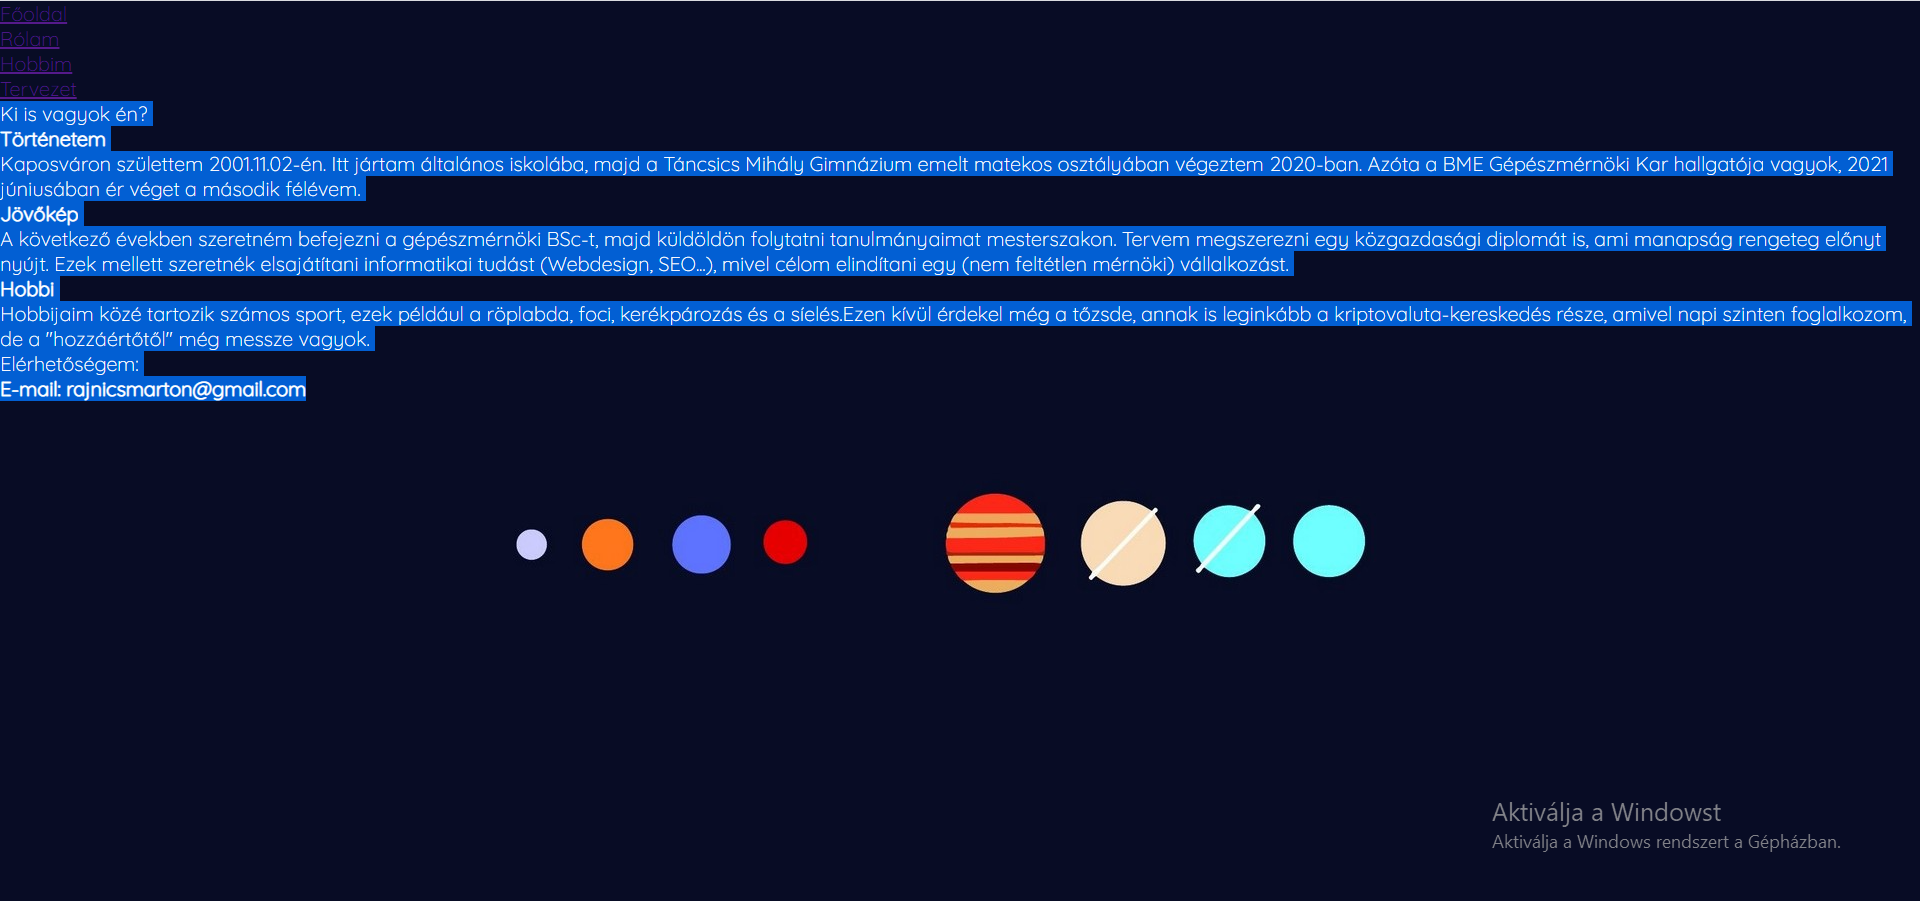 Főoldal
Rólam
Hobbim
Tervezet
Ki is vagyok én?
Történetem
Kaposváron születtem 2001.11.02-én. Itt jártam általános iskolába, majd a Táncsics Mihály Gimnázium emelt matekos osztályában végeztem 2020-ban. Azóta a BME Gépészmérnöki Kar hallgatója vagyok, 2021
júniusában ér véget a második félévem.
Jövőkép
A következő években szeretném befejezni a gépészmérnöki BSc-t, majd küldöldön folytatni tanulmányaimat mesterszakon. Tervem megszerezni egy közgazdasági diplomát is, ami manapság rengeteg előnyt
nyújt. Ezek mellett szeretnék elsajátítani informatikai tudást (Webdesign, SEO...), mivel célom elindítani egy (nem feltétlen mérnöki) vállalkozást.
Hobbi
Hobbijaim közé tartozik számos sport, ezek például a röplabda, foci, kerékpározás és a síelés.Ezen kívül érdekel még a tőzsde, annak is leginkább a kriptovaluta-kereskedés része, amivel napi szinten foglalkozom,
de a "hozzáértőtől" még messze vagyok.
Elérhetőségem:
E-mail: rajnicsmarton@gmail.com
Aktiválja a Windowst
Aktiválja a Windows rendszert a Gépházban.